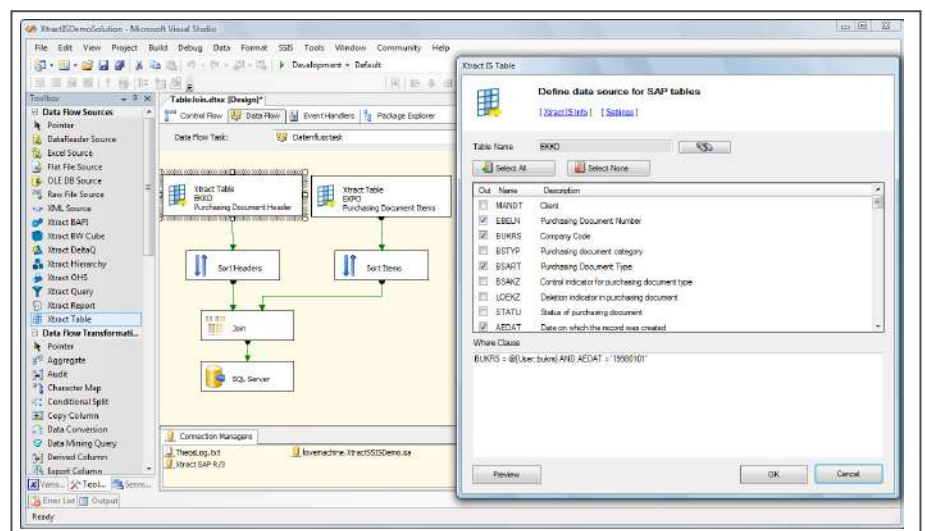 XtractISDemoSolution - Microsoft Visual Studio
File Edit View Project Build Debug Data Format SSIS Tools Window Community Help
Development Default
Toolbox
TableJoin.dtsx [Design]*
Data Flow Sources
Pointer
DataReader Source
Excel Source
Flat File Source
OLE DB Source
Raw File Source
XML Source
Xtract BAPI
Xtract BW Cube
Xtract DeltaQ
Xtract Hierarchy
Xtract OHS
Xtract Query
Xtract Report
Xtract Table
Data Flow Transformati...
Pointer
Aggregate
Audit
Character Map
Conditional Split
Copy Column
Data Conversion
Data Mining Query
Derived Column
Export Column
Tool...
Control Flow Data Flow Event Handlers Package Explorer
Data Flow Task: Datenflusstask
Xtract Table
EKKO
Purchasing Document Header
Xtract Table
EKPO
Purchasing Document Items
Sort Headers
Sort Items
Join
SQL Server
Connection Managers
TheosLog.txt
lovemachine.XtractSSISDemo.sa
Xtract SAP R/3
Error List Output
Ready
Xtract IS Table
Define data source for SAP tables
[Xtract IS Info] [Settings]
Table Name EKKO
Select All Select None
Out Name Description
MANDT Client
EBELN Purchasing Document Number
BUKRS Company Code
BSTYP Purchasing document category
BSART Purchasing Document Type
BSAKZ Control indicator for purchasing document type
LOEKZ Deletion indicator in purchasing document
STATU Status of purchasing document
AEDAT Date on which the record was created
Where Clause
Preview OK Cancel